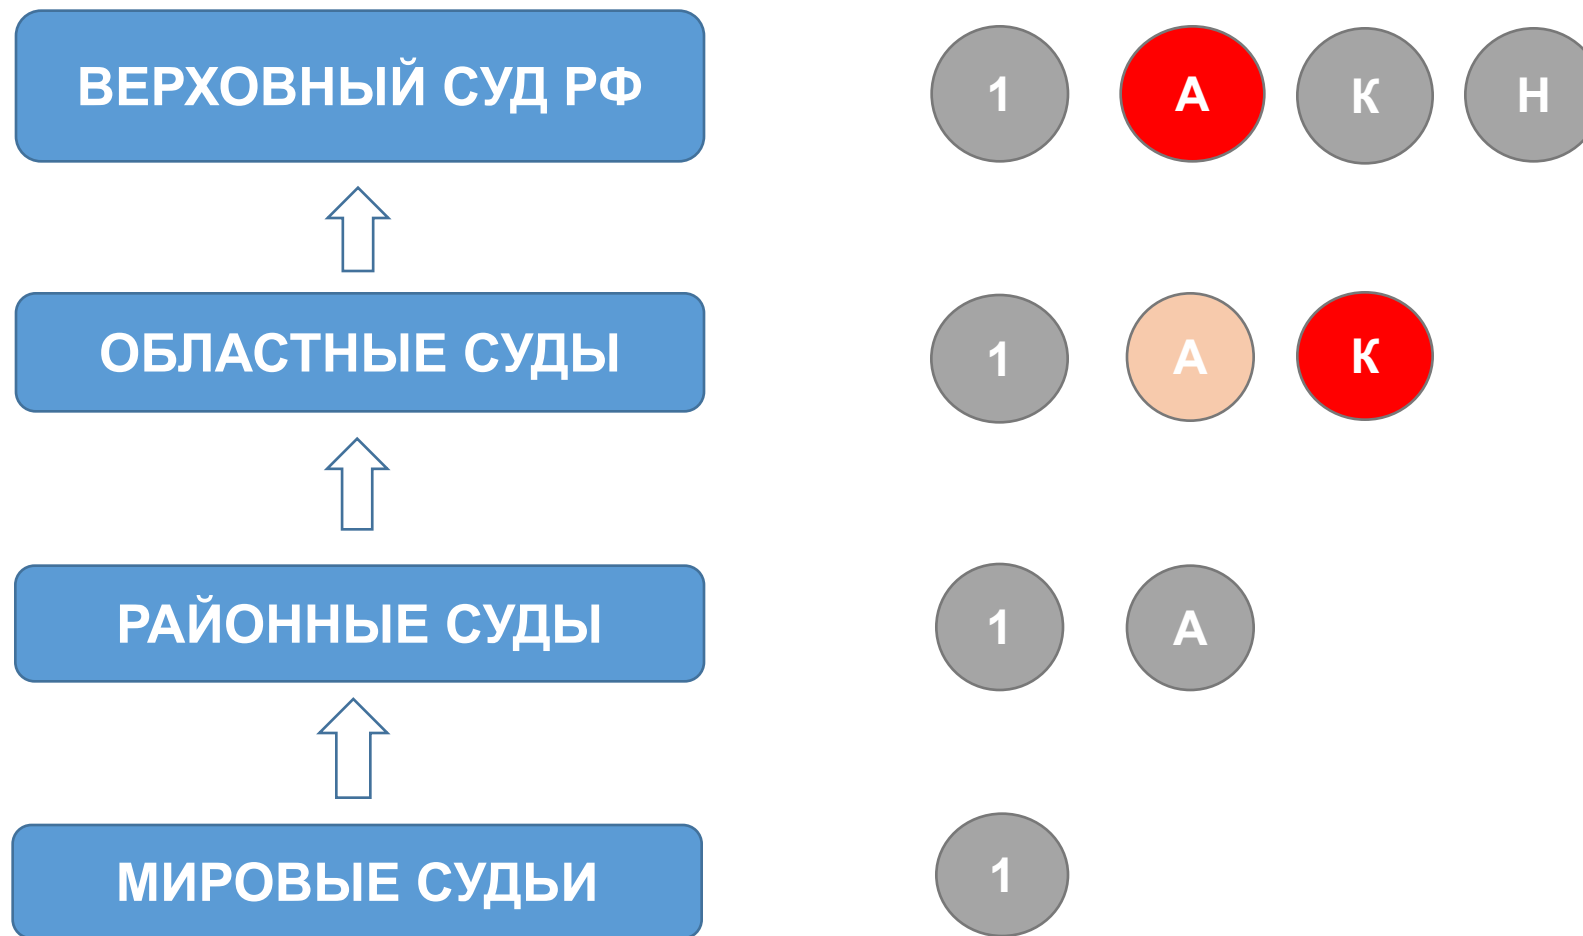 ВЕРХОВНЫЙ СУД РФ
1 А К Н
ОБЛАСТНЫЕ СУДЫ
1 А К
РАЙОННЫЕ СУДЫ
1 А
МИРОВЫЕ СУДЬИ
1